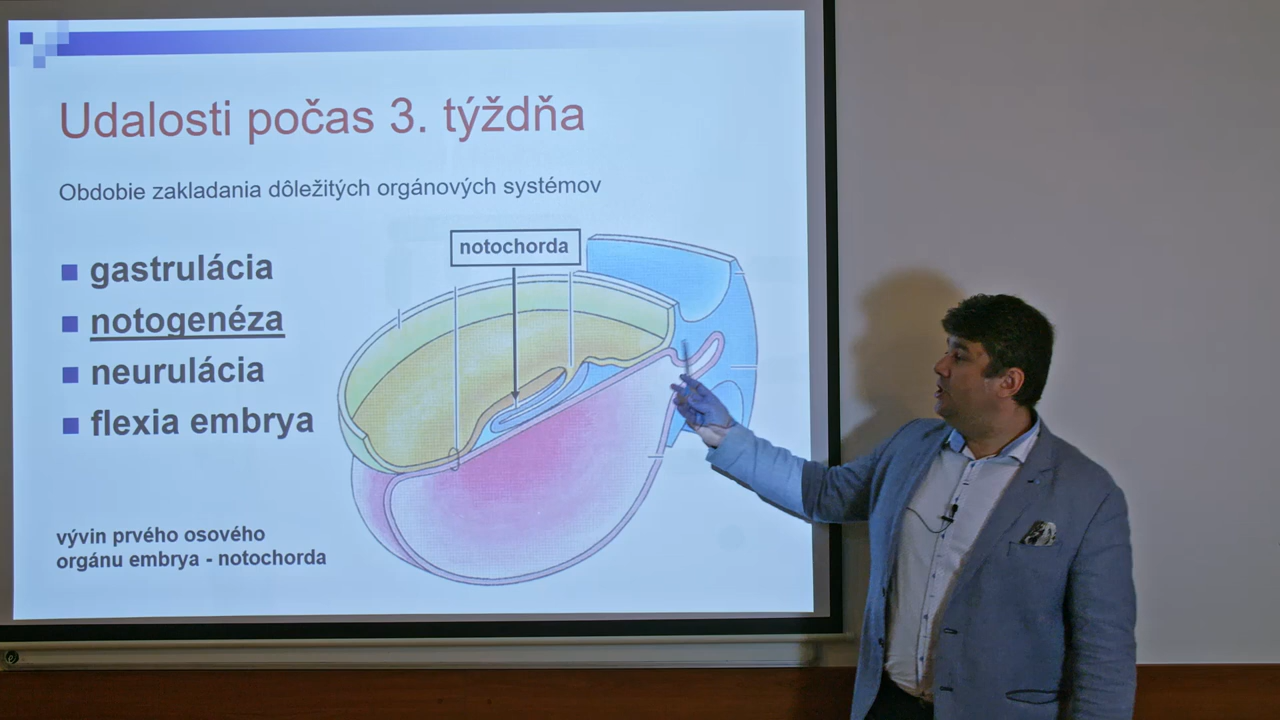 Udalosti počas 3. týždňa
Obdobie zakladania dôležitých orgánových systémov
notochorda
gastrulácia
notogenéza
neurulácia
flexia embrya
vývin prvého osového
orgánu embrya - notochorda